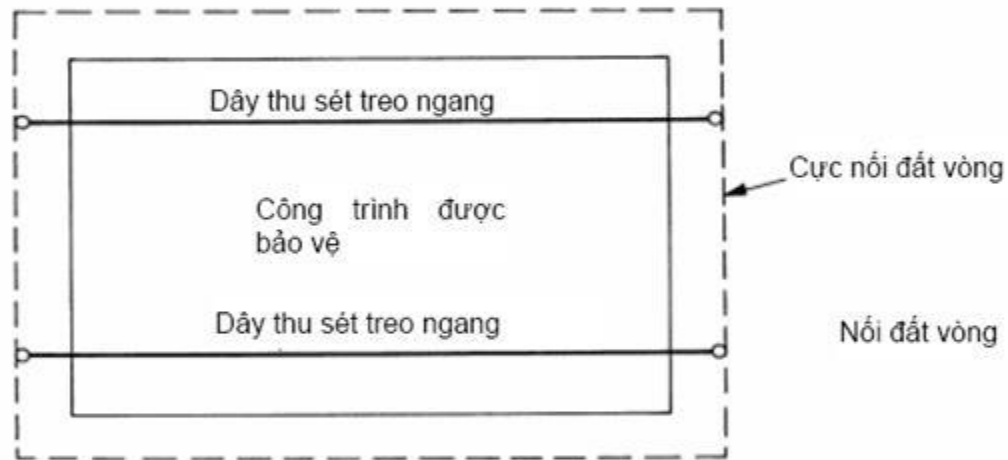 Dây thu sét treo ngang
Cực nối đất vòng
Công trình được
bảo vệ
Dây thu sét treo ngang
Nối đất vòng